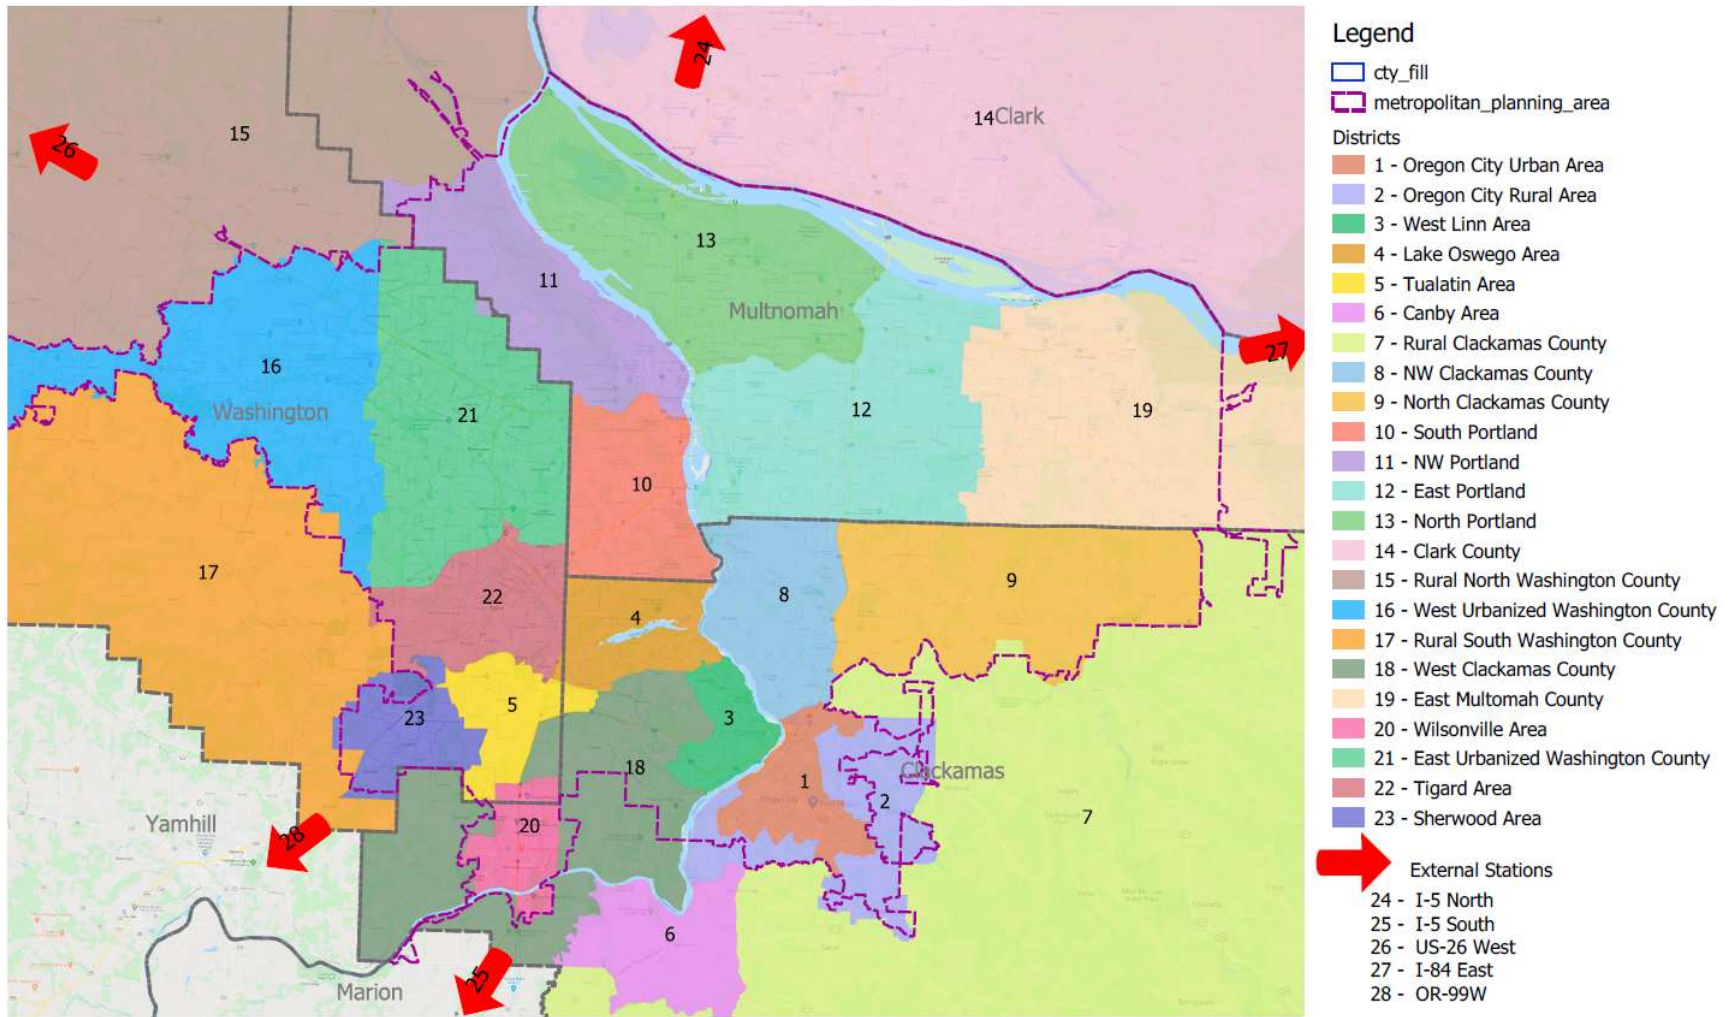 24
14 Clark
15
26
13
11
Multnomah
27
16
Washington
21
12
19
10
17
22
4
8
9
23
5
3
18
1
Clackamas
2
7
20
Yamhill
28
6
25
Marion
Oregon City
Legend
cty_fill
metropolitan_planning_area
Districts
1 - Oregon City Urban Area
2 - Oregon City Rural Area
3 - West Linn Area
4 - Lake Oswego Area
5 - Tualatin Area
6 - Canby Area
7 - Rural Clackamas County
8 - NW Clackamas County
9 - North Clackamas County
10 - South Portland
11 - NW Portland
12 - East Portland
13 - North Portland
14 - Clark County
15 - Rural North Washington County
16 - West Urbanized Washington County
17 - Rural South Washington County
18 - West Clackamas County
19 - East Multomah County
20 - Wilsonville Area
21 - East Urbanized Washington County
22 - Tigard Area
23 - Sherwood Area
External Stations
24 - I-5 North
25 - I-5 South
26 - US-26 West
27 - I-84 East
28 - OR-99W